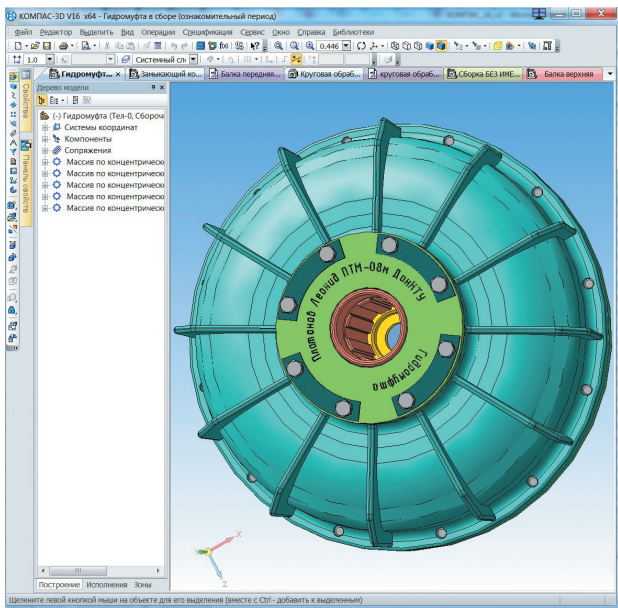 КОМПАС-3D V16 x64 - Гидромуфта в сборе (ознакомительный период)
Файл Редактор Выделить Вид Операции Спецификация Сервис Окно Справка Библиотеки
f(x) 0.446
1.0 Системный сл
Гидромуфт... × Замыкающий ко... Балка передняя... Круговая обраб... круговая обраб... Сборка БЕЗ ИМЕ... Балка верхняя
Свойства
Панель свойств
Дерево модели
(-) Гидромуфта (Тел-0, Сбороч
Системы координат
Компоненты
Сопряжения
Массив по концентрическ
Массив по концентрическ
Массив по концентрическ
Массив по концентрическ
Массив по концентрическ
Платанов Леонид ПТМ-08м ДонНТУ
Гидромуфта
X
Y
Z
Построение Исполнения Зоны
Щелкните левой кнопкой мыши на объекте для его выделения (вместе с Ctrl - добавить к выделенным)